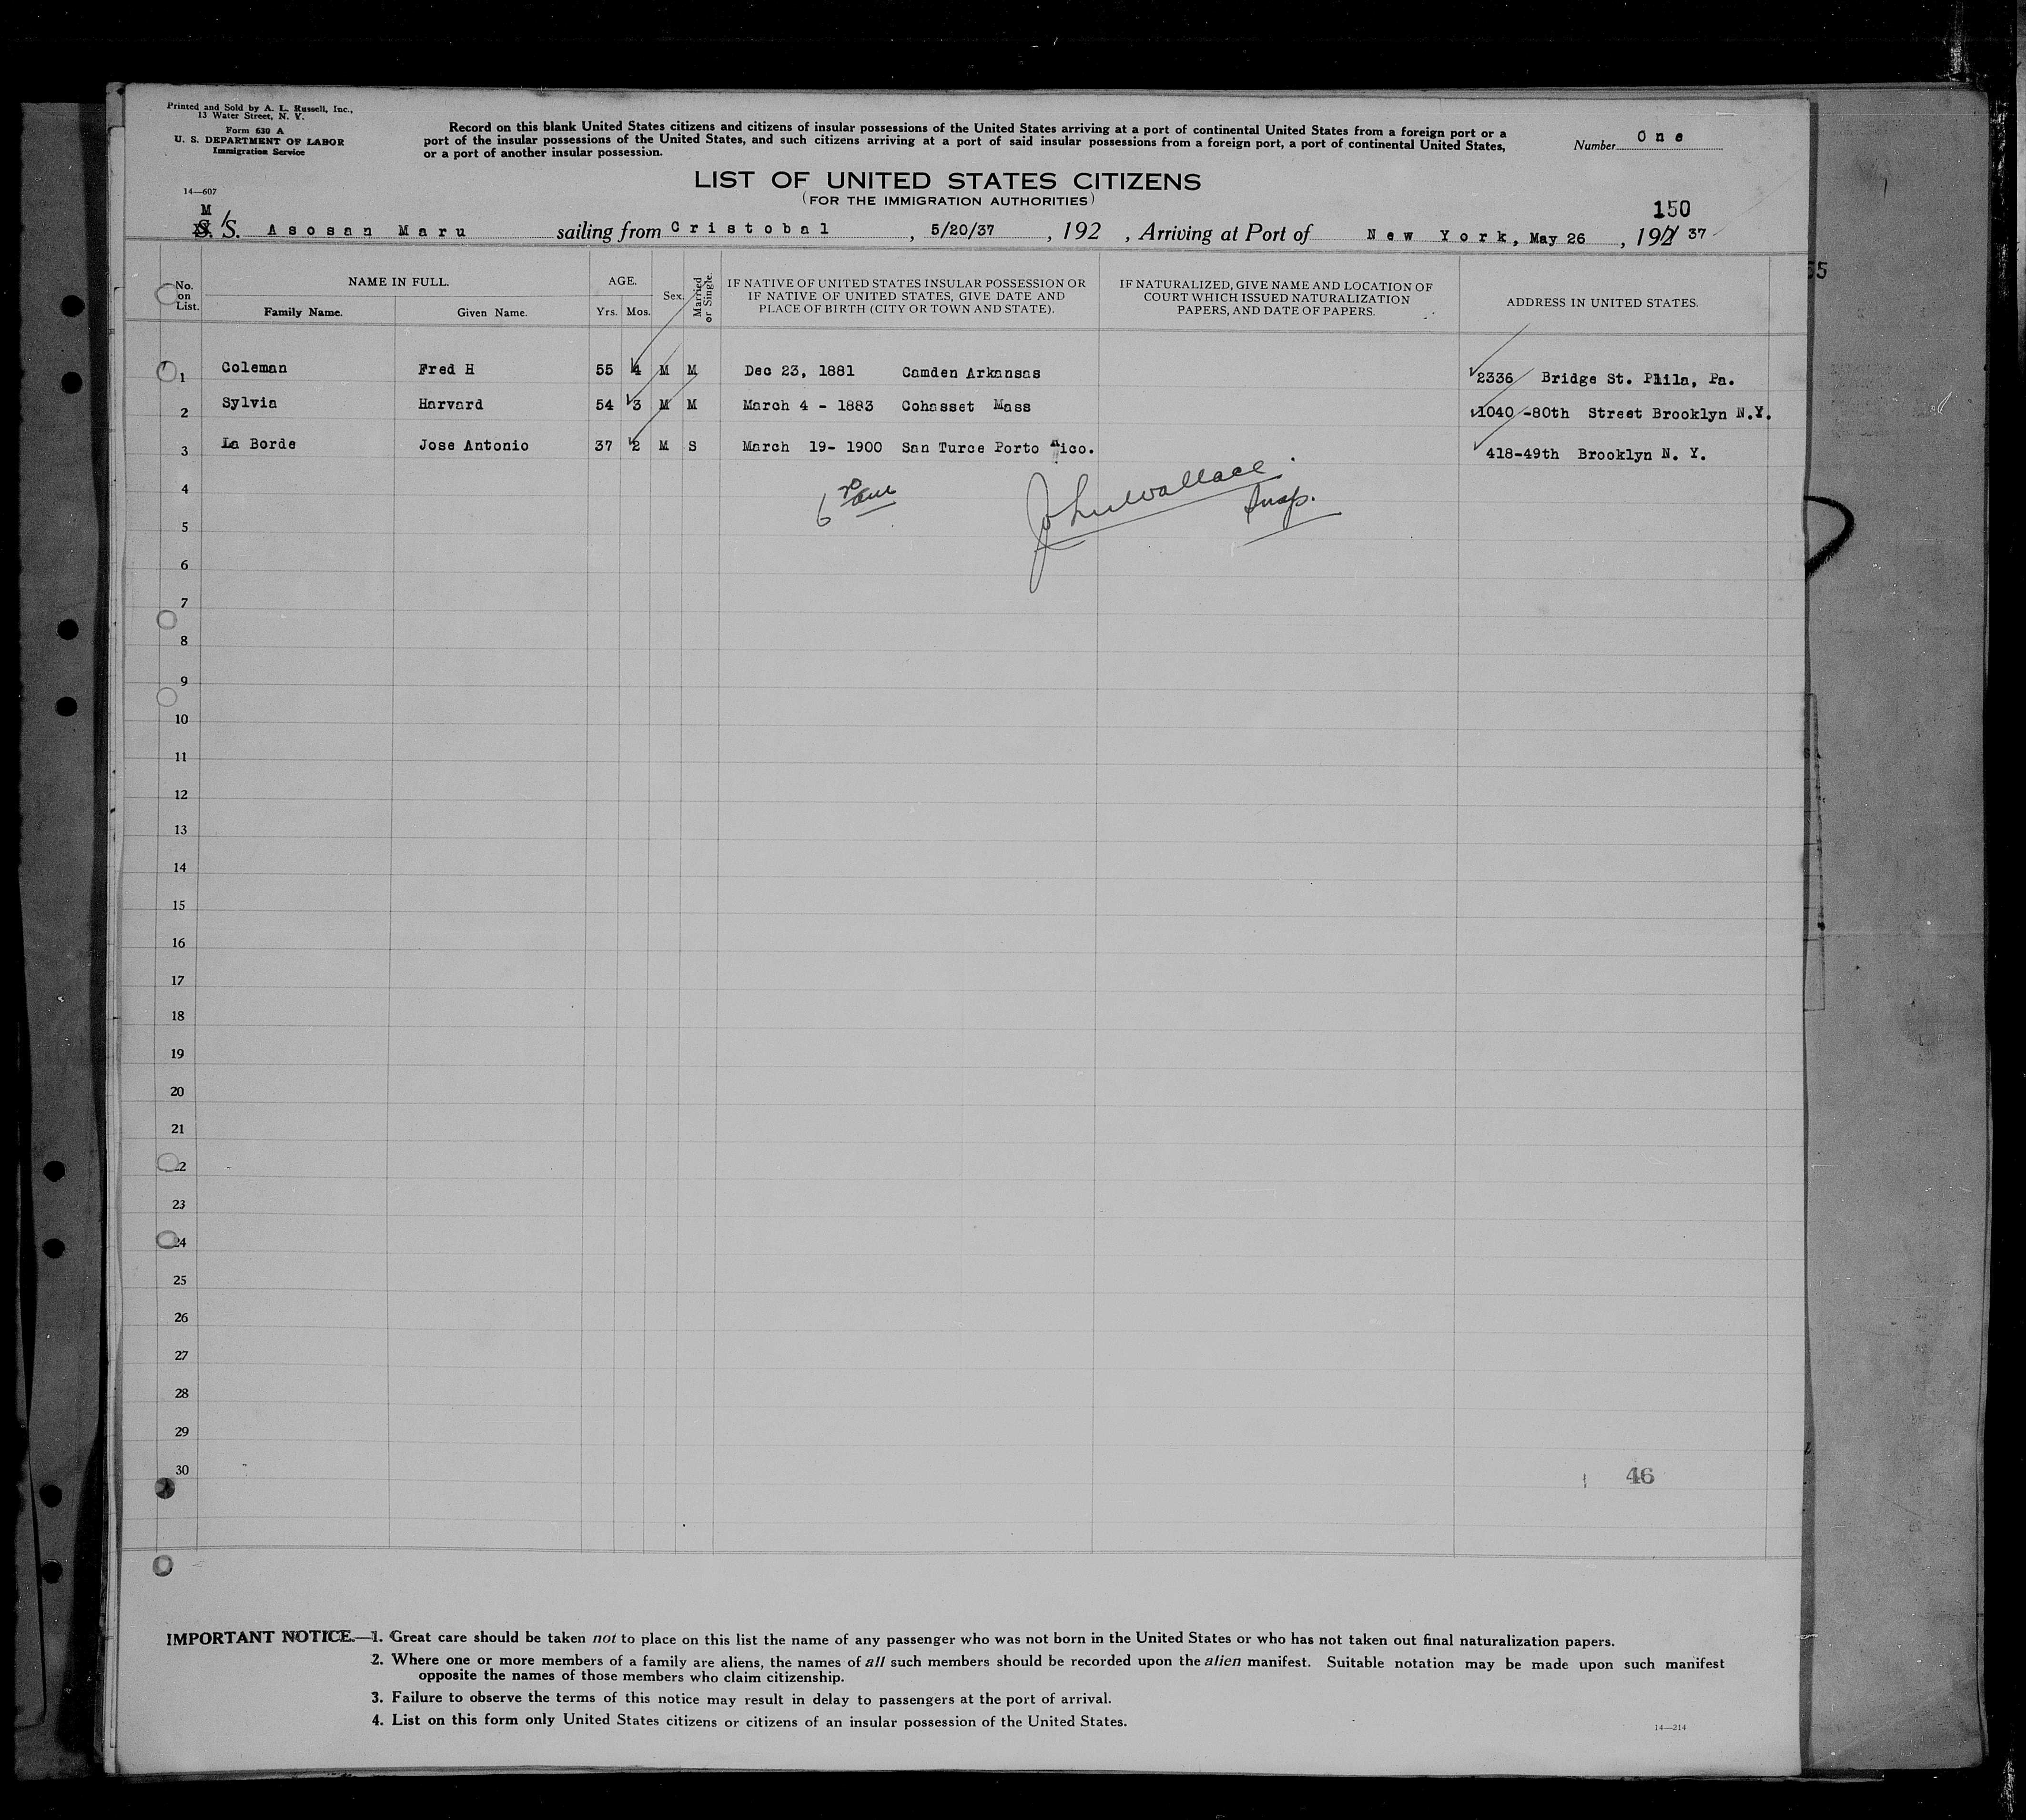 Printed and Sold by A. L. Russell, Inc.,
13 Water Street, N. Y.
Form 630 A
U. S. DEPARTMENT OF LABOR
Immigration Service
14—607
Record on this blank United States citizens and citizens of insular possessions of the United States arriving at a port of continental United States from a foreign port or a
port of the insular possessions of the United States, and such citizens arriving at a port of said insular possessions from a foreign port, a port of continental United States,
or a port of another insular possession.
Number One
LIST OF UNITED STATES CITIZENS
(FOR THE IMMIGRATION AUTHORITIES)
150
M
S. S. Asosan Maru sailing from Cristobal, 5/20/37, 192 , Arriving at Port of New York, May 26, 192 37
55
No. on List.
NAME IN FULL.
Family Name. Given Name.
AGE.
Yrs. Mos.
Sex.
Married or Single.
IF NATIVE OF UNITED STATES INSULAR POSSESSION OR
IF NATIVE OF UNITED STATES, GIVE DATE AND
PLACE OF BIRTH (CITY OR TOWN AND STATE).
IF NATURALIZED, GIVE NAME AND LOCATION OF
COURT WHICH ISSUED NATURALIZATION
PAPERS, AND DATE OF PAPERS.
ADDRESS IN UNITED STATES.
1 Coleman Fred H 55 4 M M Dec 23, 1881 Camden Arkansas 2336 Bridge St. Plila, Pa.
2 Sylvia Harvard 54 3 M M March 4 - 1883 Cohasset Mass 1040 -80th Street Brooklyn N.Y.
3 La Borde Jose Antonio 37 2 M S March 19- 1900 San Turce Porto Rico. 418-49th Brooklyn N. Y.
4
John Wallace
Insp.
5
6
7
8
9
10
11
12
13
14
15
16
17
18
19
20
21
22
23
24
25
26
27
28
29
30
46
IMPORTANT NOTICE.—1. Great care should be taken not to place on this list the name of any passenger who was not born in the United States or who has not taken out final naturalization papers.
2. Where one or more members of a family are aliens, the names of all such members should be recorded upon the alien manifest. Suitable notation may be made upon such manifest
opposite the names of those members who claim citizenship.
3. Failure to observe the terms of this notice may result in delay to passengers at the port of arrival.
4. List on this form only United States citizens or citizens of an insular possession of the United States.
14—214